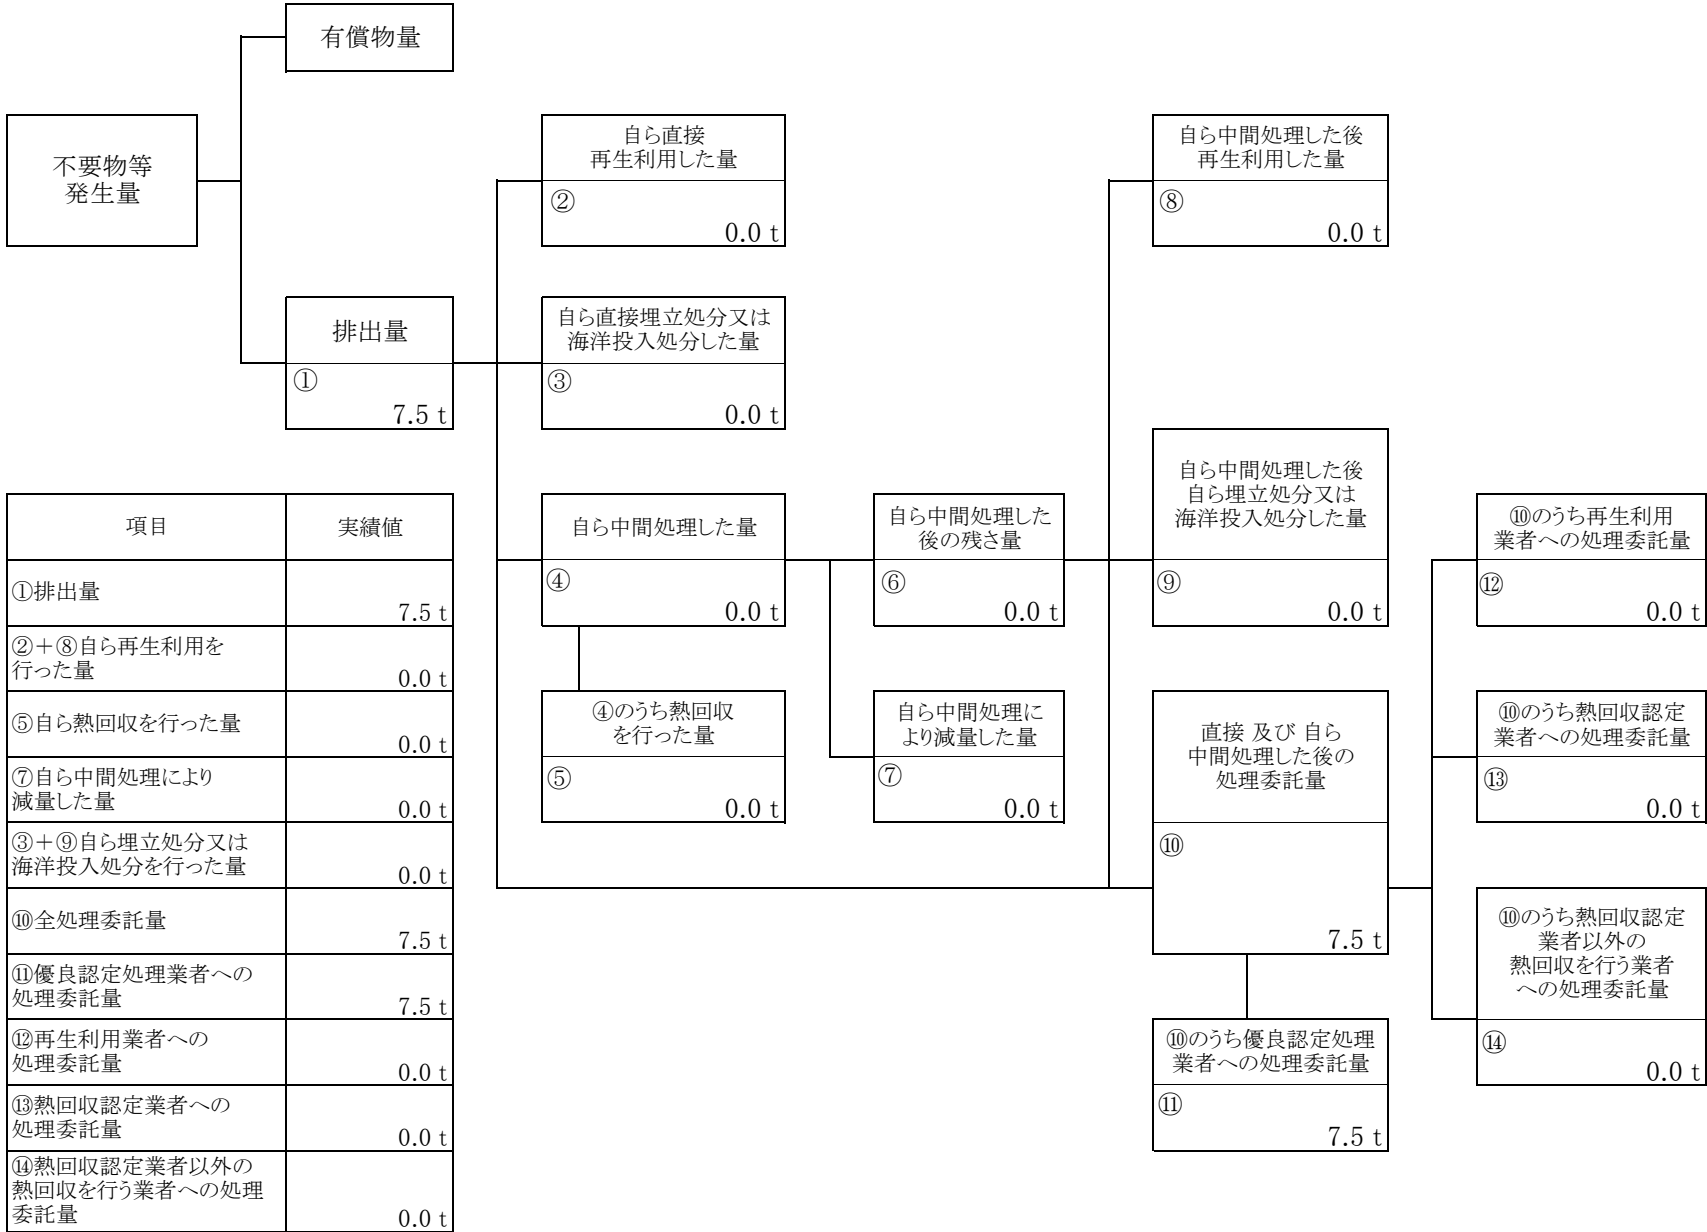 有償物量
不要物等
発生量
自ら直接
再生利用した量
②
0.0 t
自ら中間処理した後
再生利用した量
⑧
0.0 t
排出量
①
7.5 t
自ら直接埋立処分又は
海洋投入処分した量
③
0.0 t
自ら中間処理した量
④
0.0 t
自ら中間処理した
後の残さ量
⑥
0.0 t
自ら中間処理した後
自ら埋立処分又は
海洋投入処分した量
⑨
0.0 t
⑩のうち再生利用
業者への処理委託量
⑫
0.0 t
④のうち熱回収
を行った量
⑤
0.0 t
自ら中間処理に
より減量した量
⑦
0.0 t
直接 及び 自ら
中間処理した後の
処理委託量
⑩
7.5 t
⑩のうち熱回収認定
業者への処理委託量
⑬
0.0 t
⑩のうち熱回収認定
業者以外の
熱回収を行う業者
への処理委託量
⑭
0.0 t
⑩のうち優良認定処理
業者への処理委託量
⑪
7.5 t
項目 実績値
①排出量
7.5 t
②+⑧自ら再生利用を
行った量
0.0 t
⑤自ら熱回収を行った量
0.0 t
⑦自ら中間処理により
減量した量
0.0 t
③+⑨自ら埋立処分又は
海洋投入処分を行った量
0.0 t
⑩全処理委託量
7.5 t
⑪優良認定処理業者への
処理委託量
7.5 t
⑫再生利用業者への
処理委託量
0.0 t
⑬熱回収認定業者への
処理委託量
0.0 t
⑭熱回収認定業者以外の
熱回収を行う業者への処理
委託量
0.0 t